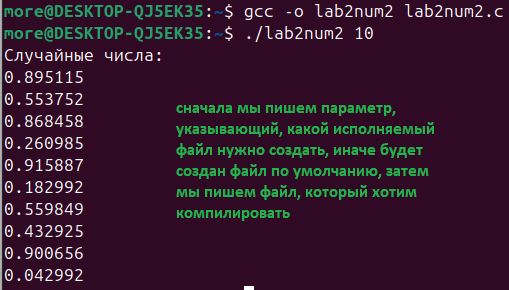 more@DESKTOP-QJ5EK35:~$ gcc -o lab2num2 lab2num2.c
more@DESKTOP-QJ5EK35:~$ ./lab2num2 10
Случайные числа:
0.895115
0.553752
0.868458
0.260985
0.915887
0.182992
0.559849
0.432925
0.900656
0.042992
сначала мы пишем параметр,
указывающий, какой исполняемый
файл нужно создать, иначе будет
создан файл по умолчанию, затем
мы пишем файл, который хотим
компилировать